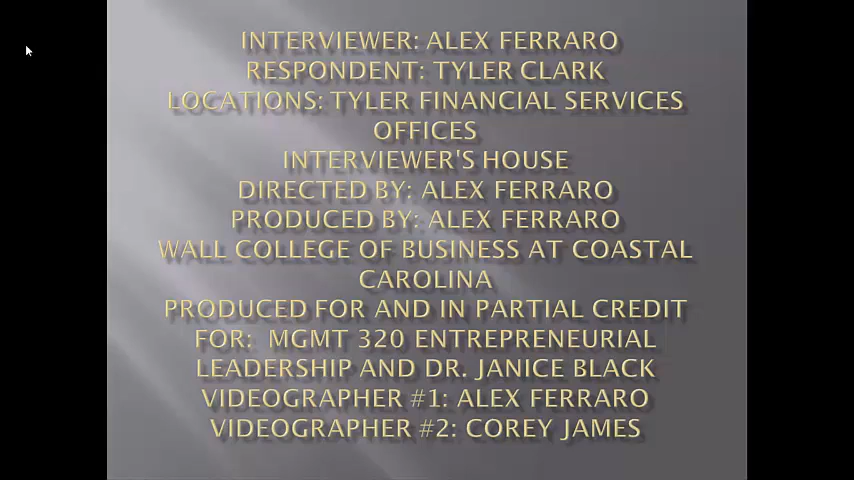 INTERVIEWER: ALEX FERRARO
RESPONDENT: TYLER CLARK
LOCATIONS: TYLER FINANCIAL SERVICES
OFFICES
INTERVIEWER'S HOUSE
DIRECTED BY: ALEX FERRARO
PRODUCED BY: ALEX FERRARO
WALL COLLEGE OF BUSINESS AT COASTAL
CAROLINA
PRODUCED FOR AND IN PARTIAL CREDIT
FOR:  MGMT 320 ENTREPRENEURIAL
LEADERSHIP AND DR. JANICE BLACK
VIDEOGRAPHER #1: ALEX FERRARO
VIDEOGRAPHER #2: COREY JAMES